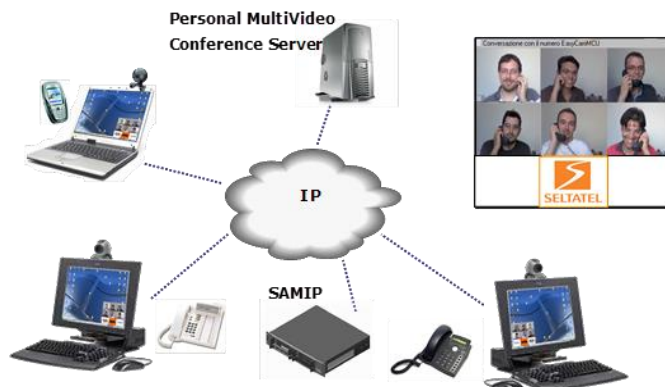 Personal MultiVideo
Conference Server
Conversazione con il numero EasyCamMCU
SELTATEL
IP
SAMIP